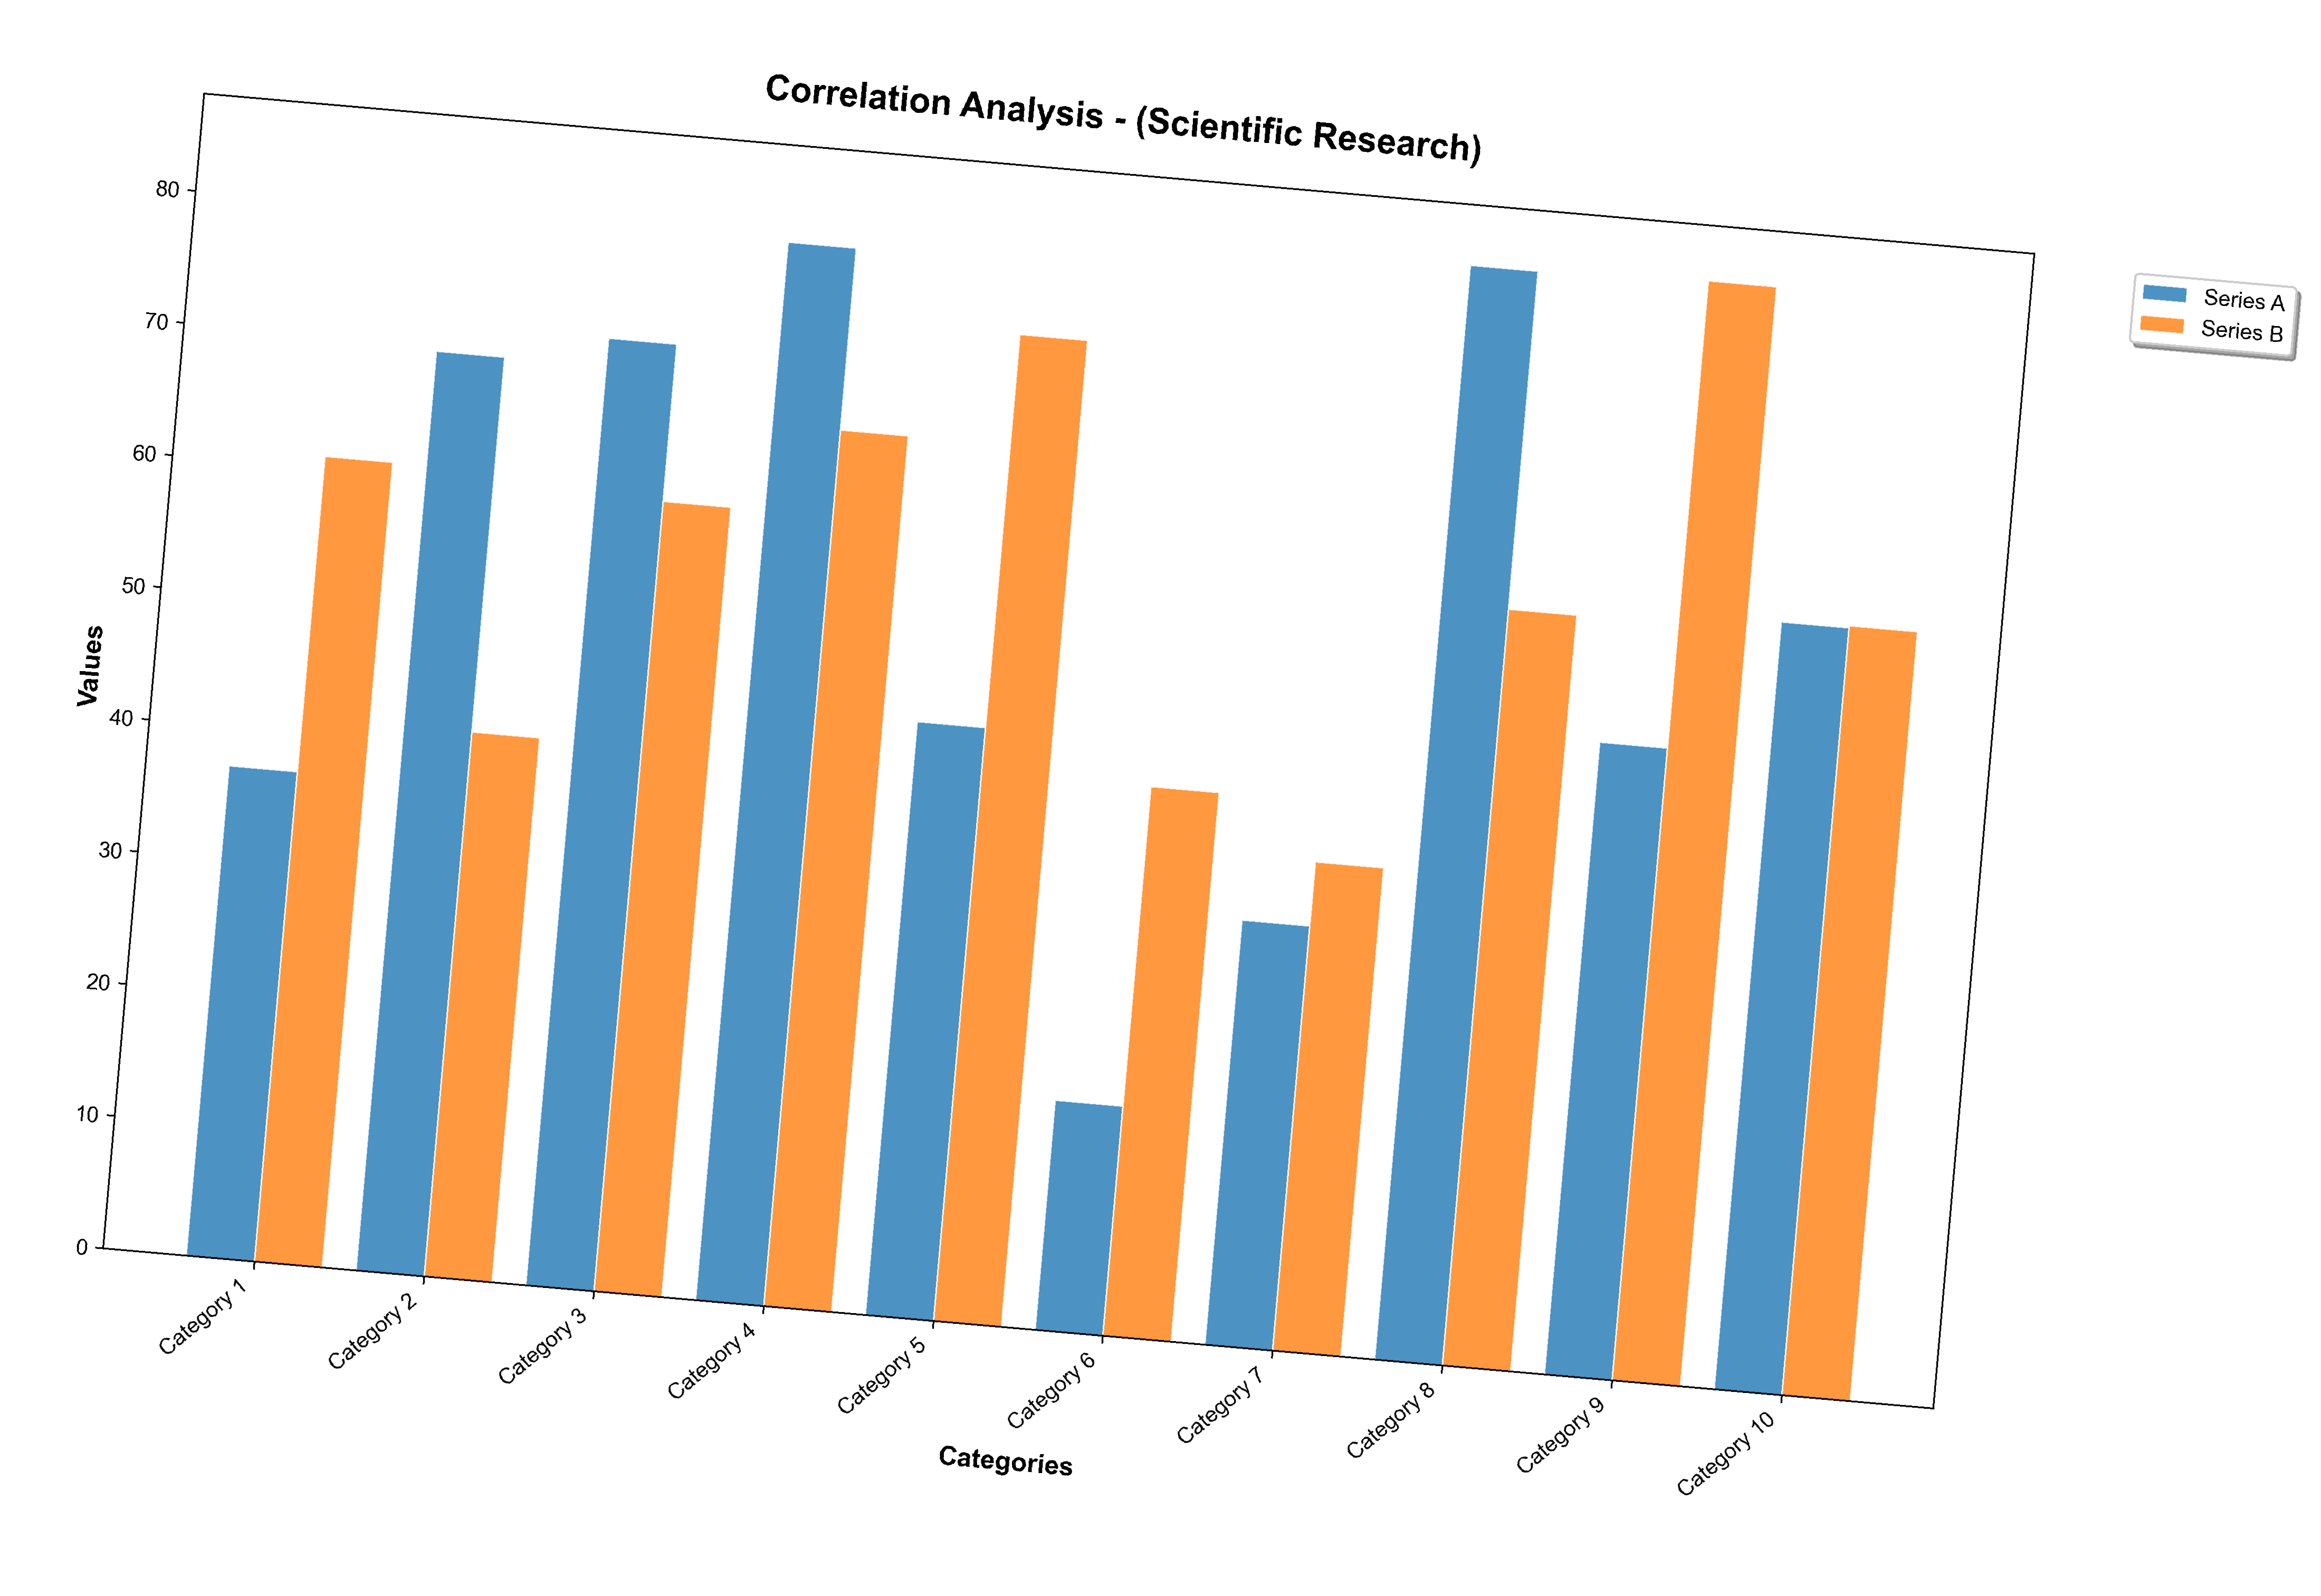 Correlation Analysis - (Scientific Research)
80
70
60
50
40
30
20
10
0
Values
Category 1
Category 2
Category 3
Category 4
Category 5
Category 6
Category 7
Category 8
Category 9
Category 10
Categories
Series A
Series B